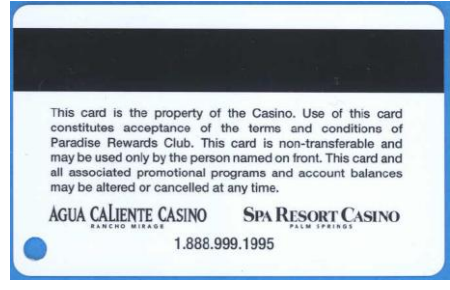 This card is the property of the Casino. Use of this card
constitutes acceptance of the terms and conditions of
Paradise Rewards Club. This card is non-transferable and
may be used only by the person named on front. This card and
all associated promotional programs and account balances
may be altered or cancelled at any time.
AGUA CALIENTE CASINO SPA RESORT CASINO
RANCHO MIRAGE PALM SPRINGS
1.888.999.1995